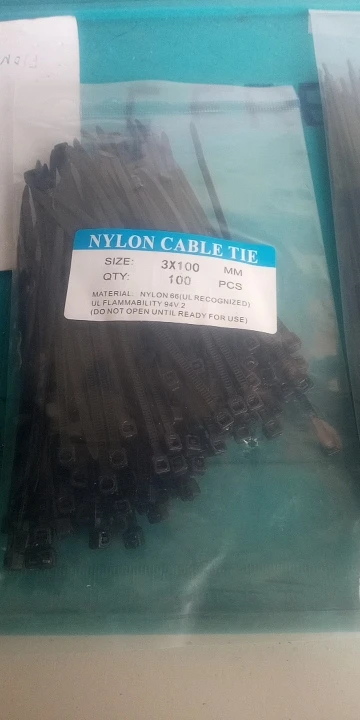 NYLON CABLE TIE
SIZE: 3X100 MM
QTY: 100 PCS
MATERIAL: NYLON 66(UL RECOGNIZED)
UL FLAMMABILITY 94V 2
(DO NOT OPEN UNTIL READY FOR USE)